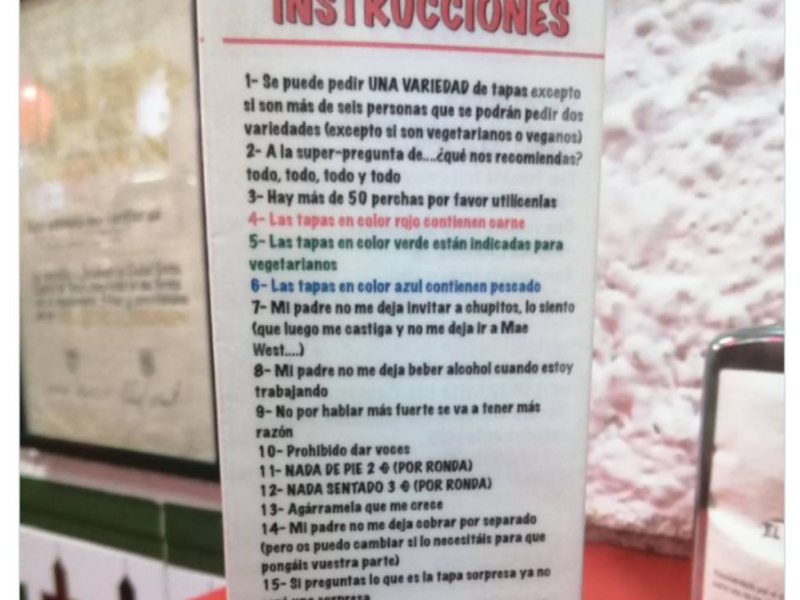 INSTRUCCIONES
1- Se puede pedir UNA VARIEDAD de tapas excepto
si son más de seis personas que se podrán pedir dos
variedades (excepto si son vegetarianos o veganos)
2- A la super-pregunta de....¿qué nos recomiendas?
todo, todo, todo y todo
3- Hay más de 50 perchas por favor utilícenlas
4- Las tapas en color rojo contienen carne
5- Las tapas en color verde están indicadas para
vegetarianos
6- Las tapas en color azul contienen pescado
7- Mi padre no me deja invitar a chupitos, lo siento
(que luego me castiga y no me deja ir a Mae
West....)
8- Mi padre no me deja beber alcohol cuando estoy
trabajando
9- No por hablar más fuerte se va a tener más
razón
10- Prohibido dar voces
11- NADA DE PIE 2 € (POR RONDA)
12- NADA SENTADO 3 € (POR RONDA)
13- Agárramela que me crece
14- Mi padre no me deja cobrar por separado
(pero os puedo cambiar si lo necesitáis para que
pongáis vuestra parte)
15- Si preguntas lo que es la tapa sorpresa ya no
será una sorpresa
EL